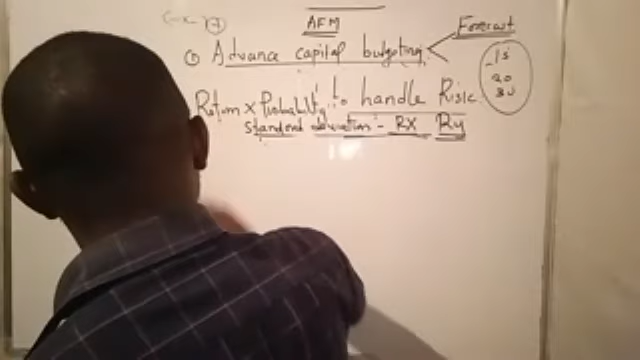 AFM
Forecast
① Advance capital budgeting
15
20
30
Return x Probability to handle Risk
Standard deviation - RX Ry